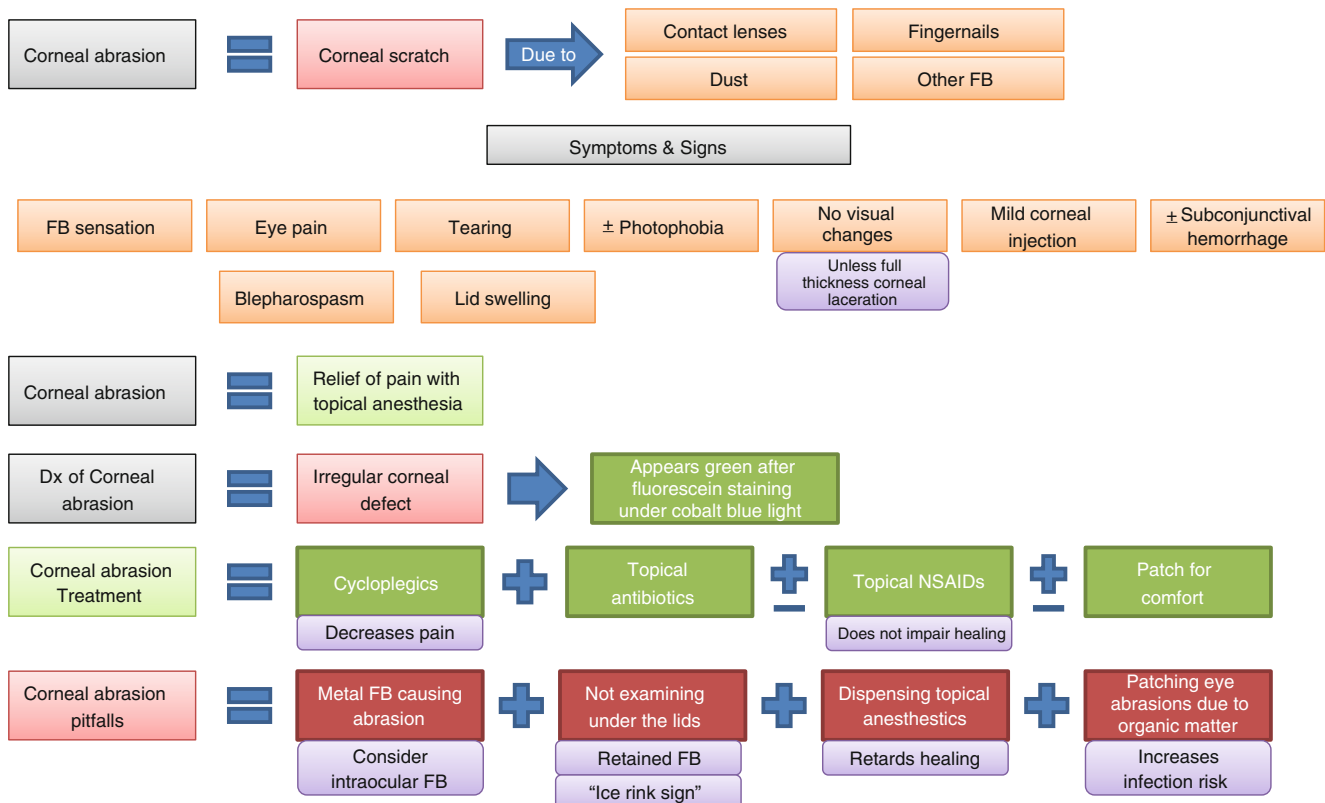 Corneal abrasion
Corneal scratch
Due to
Contact lenses
Fingernails
Dust
Other FB
Symptoms & Signs
FB sensation
Eye pain
Tearing
± Photophobia
No visual
changes
Unless full
thickness corneal
laceration
Mild corneal
injection
± Subconjunctival
hemorrhage
Blepharospasm
Lid swelling
Corneal abrasion
Relief of pain with
topical anesthesia
Dx of Corneal
abrasion
Irregular corneal
defect
Appears green after
fluorescein staining
under cobalt blue light
Corneal abrasion
Treatment
Cycloplegics
Decreases pain
Topical
antibiotics
Topical NSAIDs
Does not impair healing
Patch for
comfort
Corneal abrasion
pitfalls
Metal FB causing
abrasion
Consider
intraocular FB
Not examining
under the lids
Retained FB
“Ice rink sign”
Dispensing topical
anesthestics
Retards healing
Patching eye
abrasions due to
organic matter
Increases
infection risk